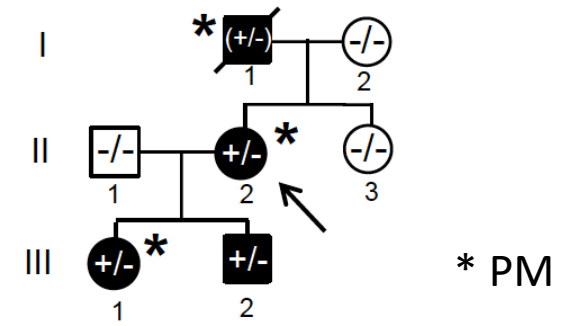 I * (+/-) -/-
1 2
II -/- +/- * -/-
1 2 3
III +/- * +/- * PM
1 2